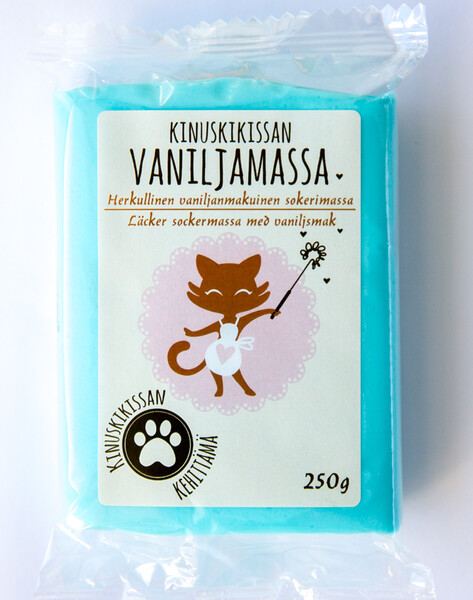 KINUSKIKISSAN
VANILJAMASSA
Herkullinen vaniljanmakuinen sokerimassa
Läcker sockermassa med vaniljsmak
KINUSKIKISSAN
KEHITTÄMÄ
250g